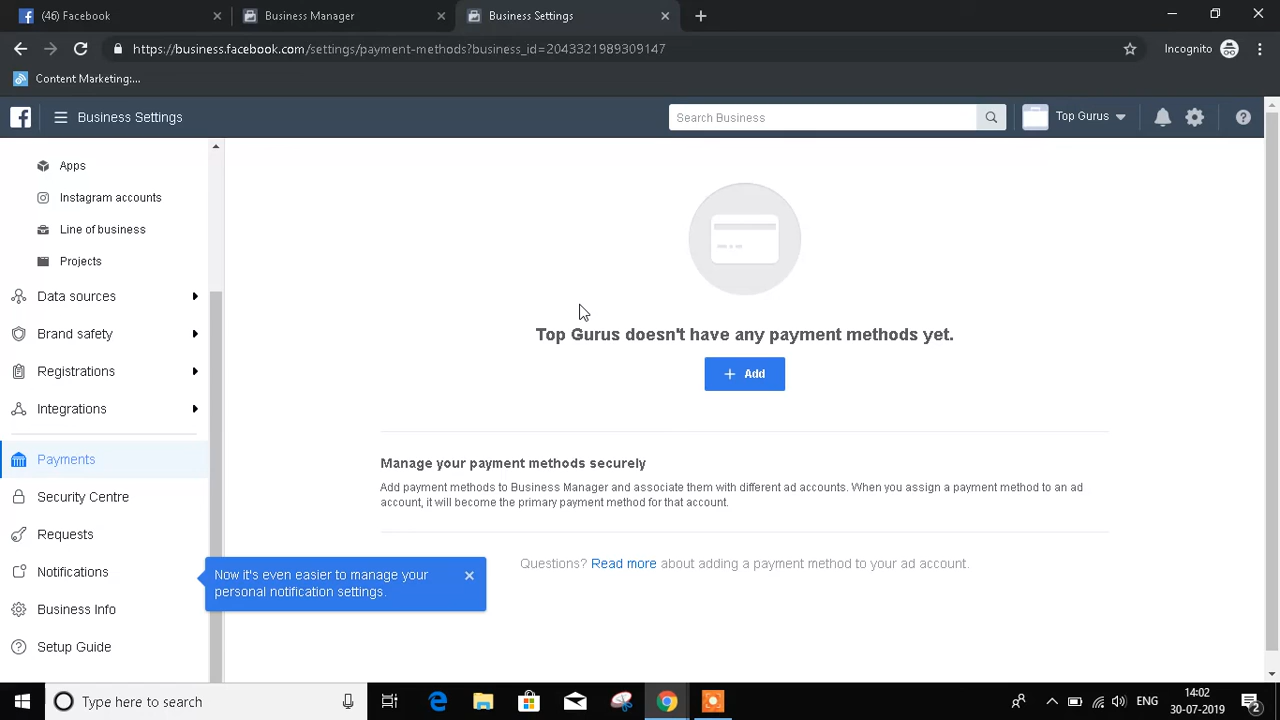 (46) Facebook
Business Manager
Business Settings
https://business.facebook.com/settings/payment-methods?business_id=2043321989309147
Incognito
Content Marketing:...
Business Settings
Search Business
Top Gurus
Apps
Instagram accounts
Line of business
Projects
Data sources
Brand safety
Registrations
Integrations
Payments
Security Centre
Requests
Notifications
Business Info
Setup Guide
Top Gurus doesn't have any payment methods yet.
+ Add
Manage your payment methods securely
Add payment methods to Business Manager and associate them with different ad accounts. When you assign a payment method to an ad
account, it will become the primary payment method for that account.
Questions? Read more about adding a payment method to your ad account.
Now it's even easier to manage your
personal notification settings.
Type here to search
ENG
14:02
30-07-2019
2